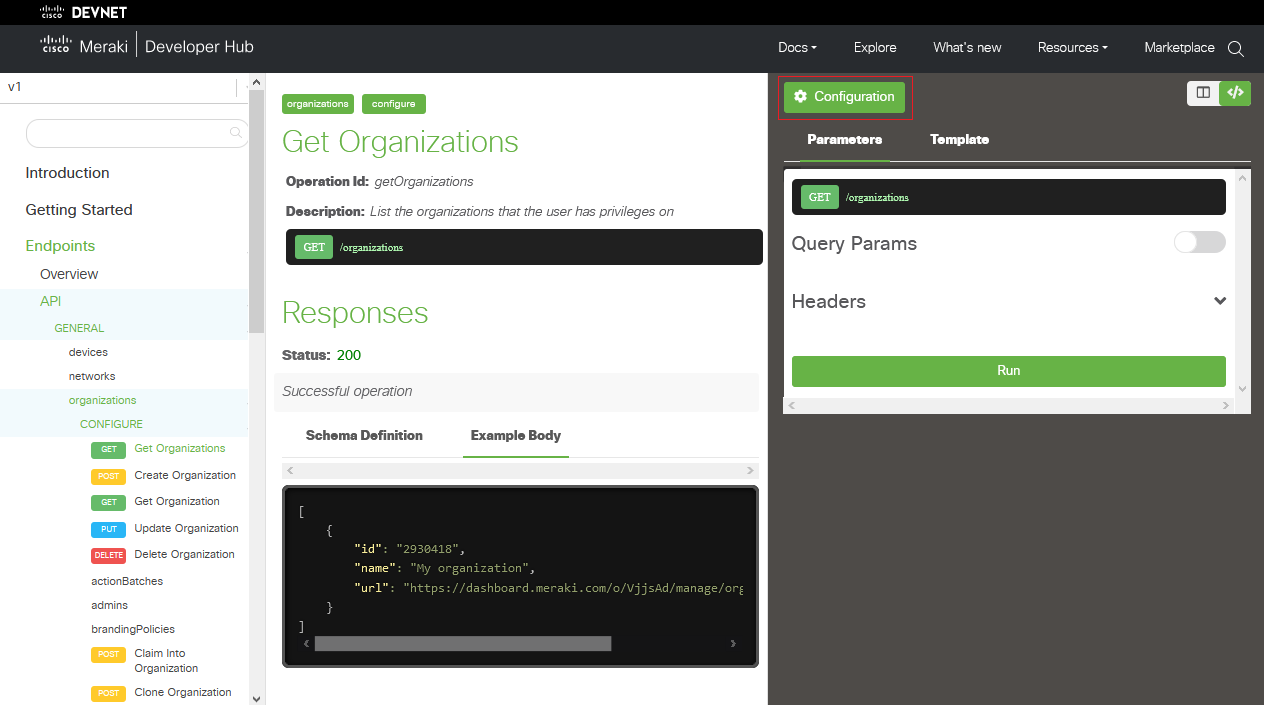 CISCO DEVNET
CISCO Meraki Developer Hub
Docs Explore What's new Resources Marketplace
v1
Introduction
Getting Started
Endpoints
Overview
API
GENERAL
devices
networks
organizations
CONFIGURE
GET Get Organizations
POST Create Organization
GET Get Organization
PUT Update Organization
DELETE Delete Organization
actionBatches
admins
brandingPolicies
POST Claim Into
Organization
POST Clone Organization
organizations configure
Get Organizations
Operation Id: getOrganizations
Description: List the organizations that the user has privileges on
GET /organizations
Responses
Status: 200
Successful operation
Schema Definition Example Body
[
{
"id": "2930418",
"name": "My organization",
"url": "https://dashboard.meraki.com/o/VjjsAd/manage/org
}
]
Configuration
Parameters Template
GET /organizations
Query Params
Headers
Run